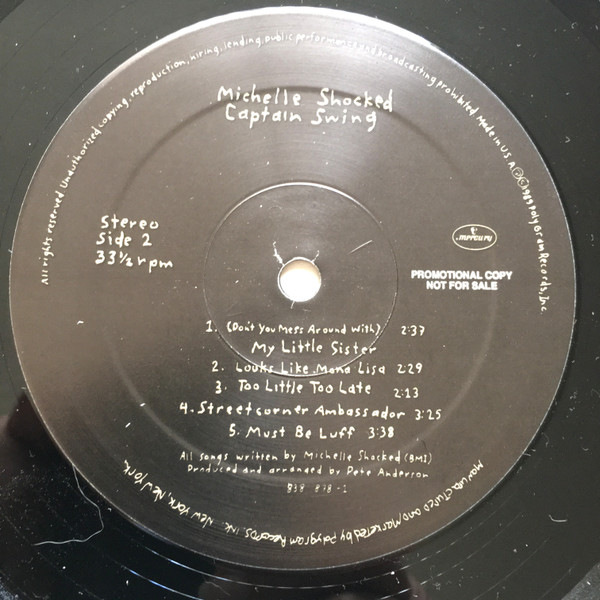 All rights reserved Unauthorized copying, reproduction, hiring, lending, public performance and broadcasting prohibited Made in U.S.A. Ⓟ Ⓒ 1989 PolyGram Records, Inc.
Michelle Shocked
Captain Swing
Stereo
Side 2
33 1/3 rpm
mercury
PROMOTIONAL COPY
NOT FOR SALE
1. (Don't You Mess Around With) 2:37
My Little Sister
2. Looks Like Mona Lisa 2:29
3. Too Little Too Late 2:13
4. Streetcorner Ambassador 3:25
5. Must Be Luff 3:38
All songs written by Michelle Shocked (BMI)
Produced and arranged by Pete Anderson
838 878-1
Manufactured and Marketed by PolyGram Records, Inc. New York, New York